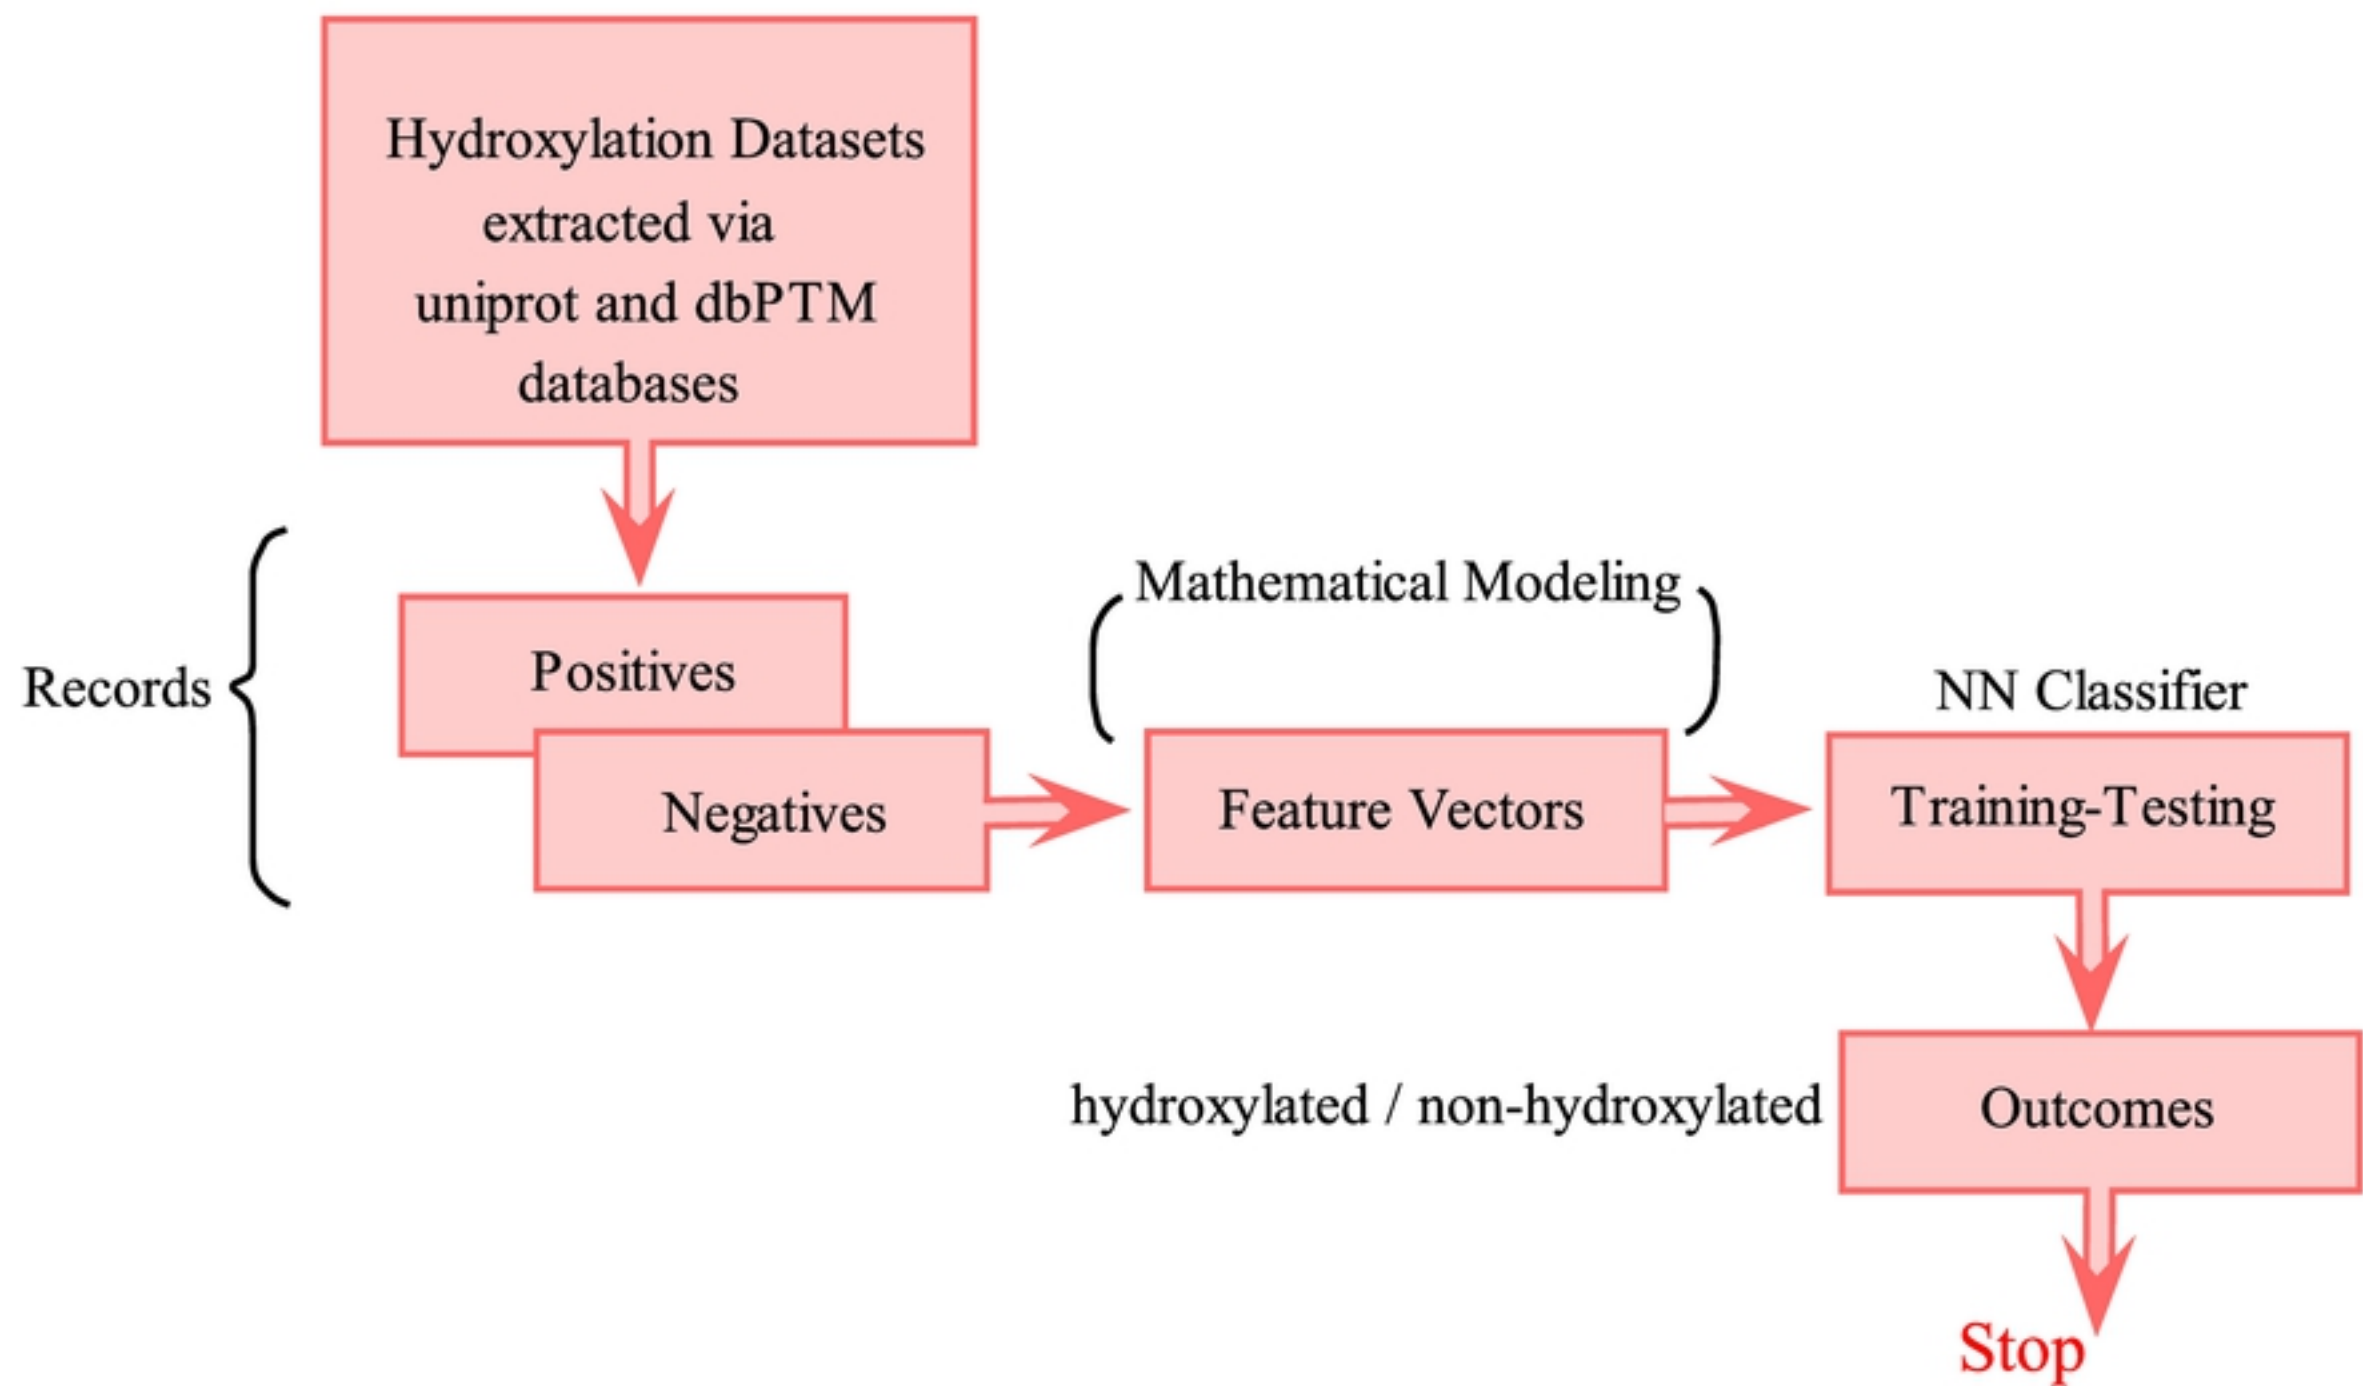 Hydroxylation Datasets
extracted via
uniprot and dbPTM
databases
Records
Positives
Negatives
Mathematical Modeling
Feature Vectors
NN Classifier
Training-Testing
hydroxylated / non-hydroxylated
Outcomes
Stop